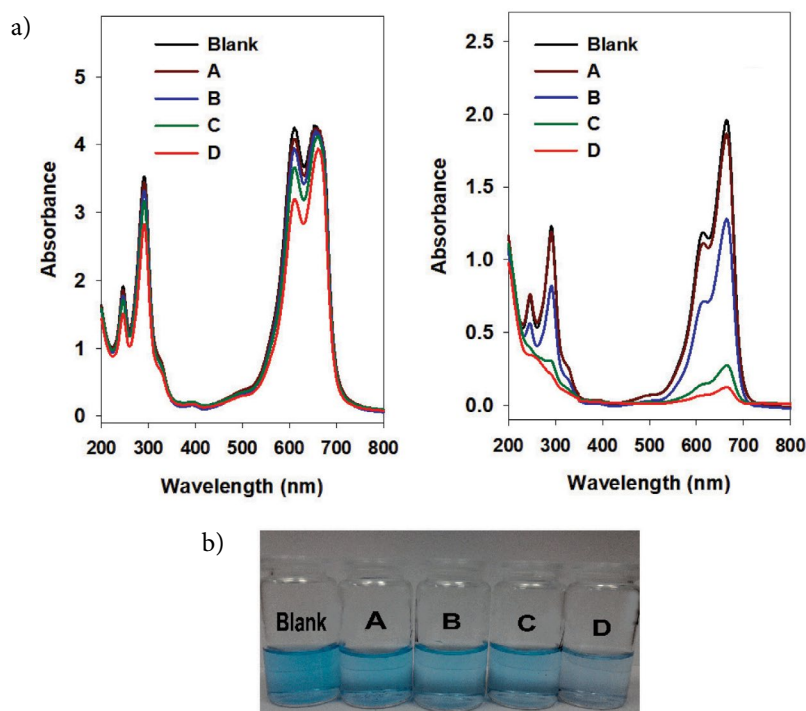 a)
Blank
A
B
C
D
5
4
3
2
1
0
Absorbance
200 300 400 500 600 700 800
Wavelength (nm)
Blank
A
B
C
D
2.5
2.0
1.5
1.0
0.5
0.0
Absorbance
200 300 400 500 600 700 800
Wavelength (nm)
b)
Blank A B C D